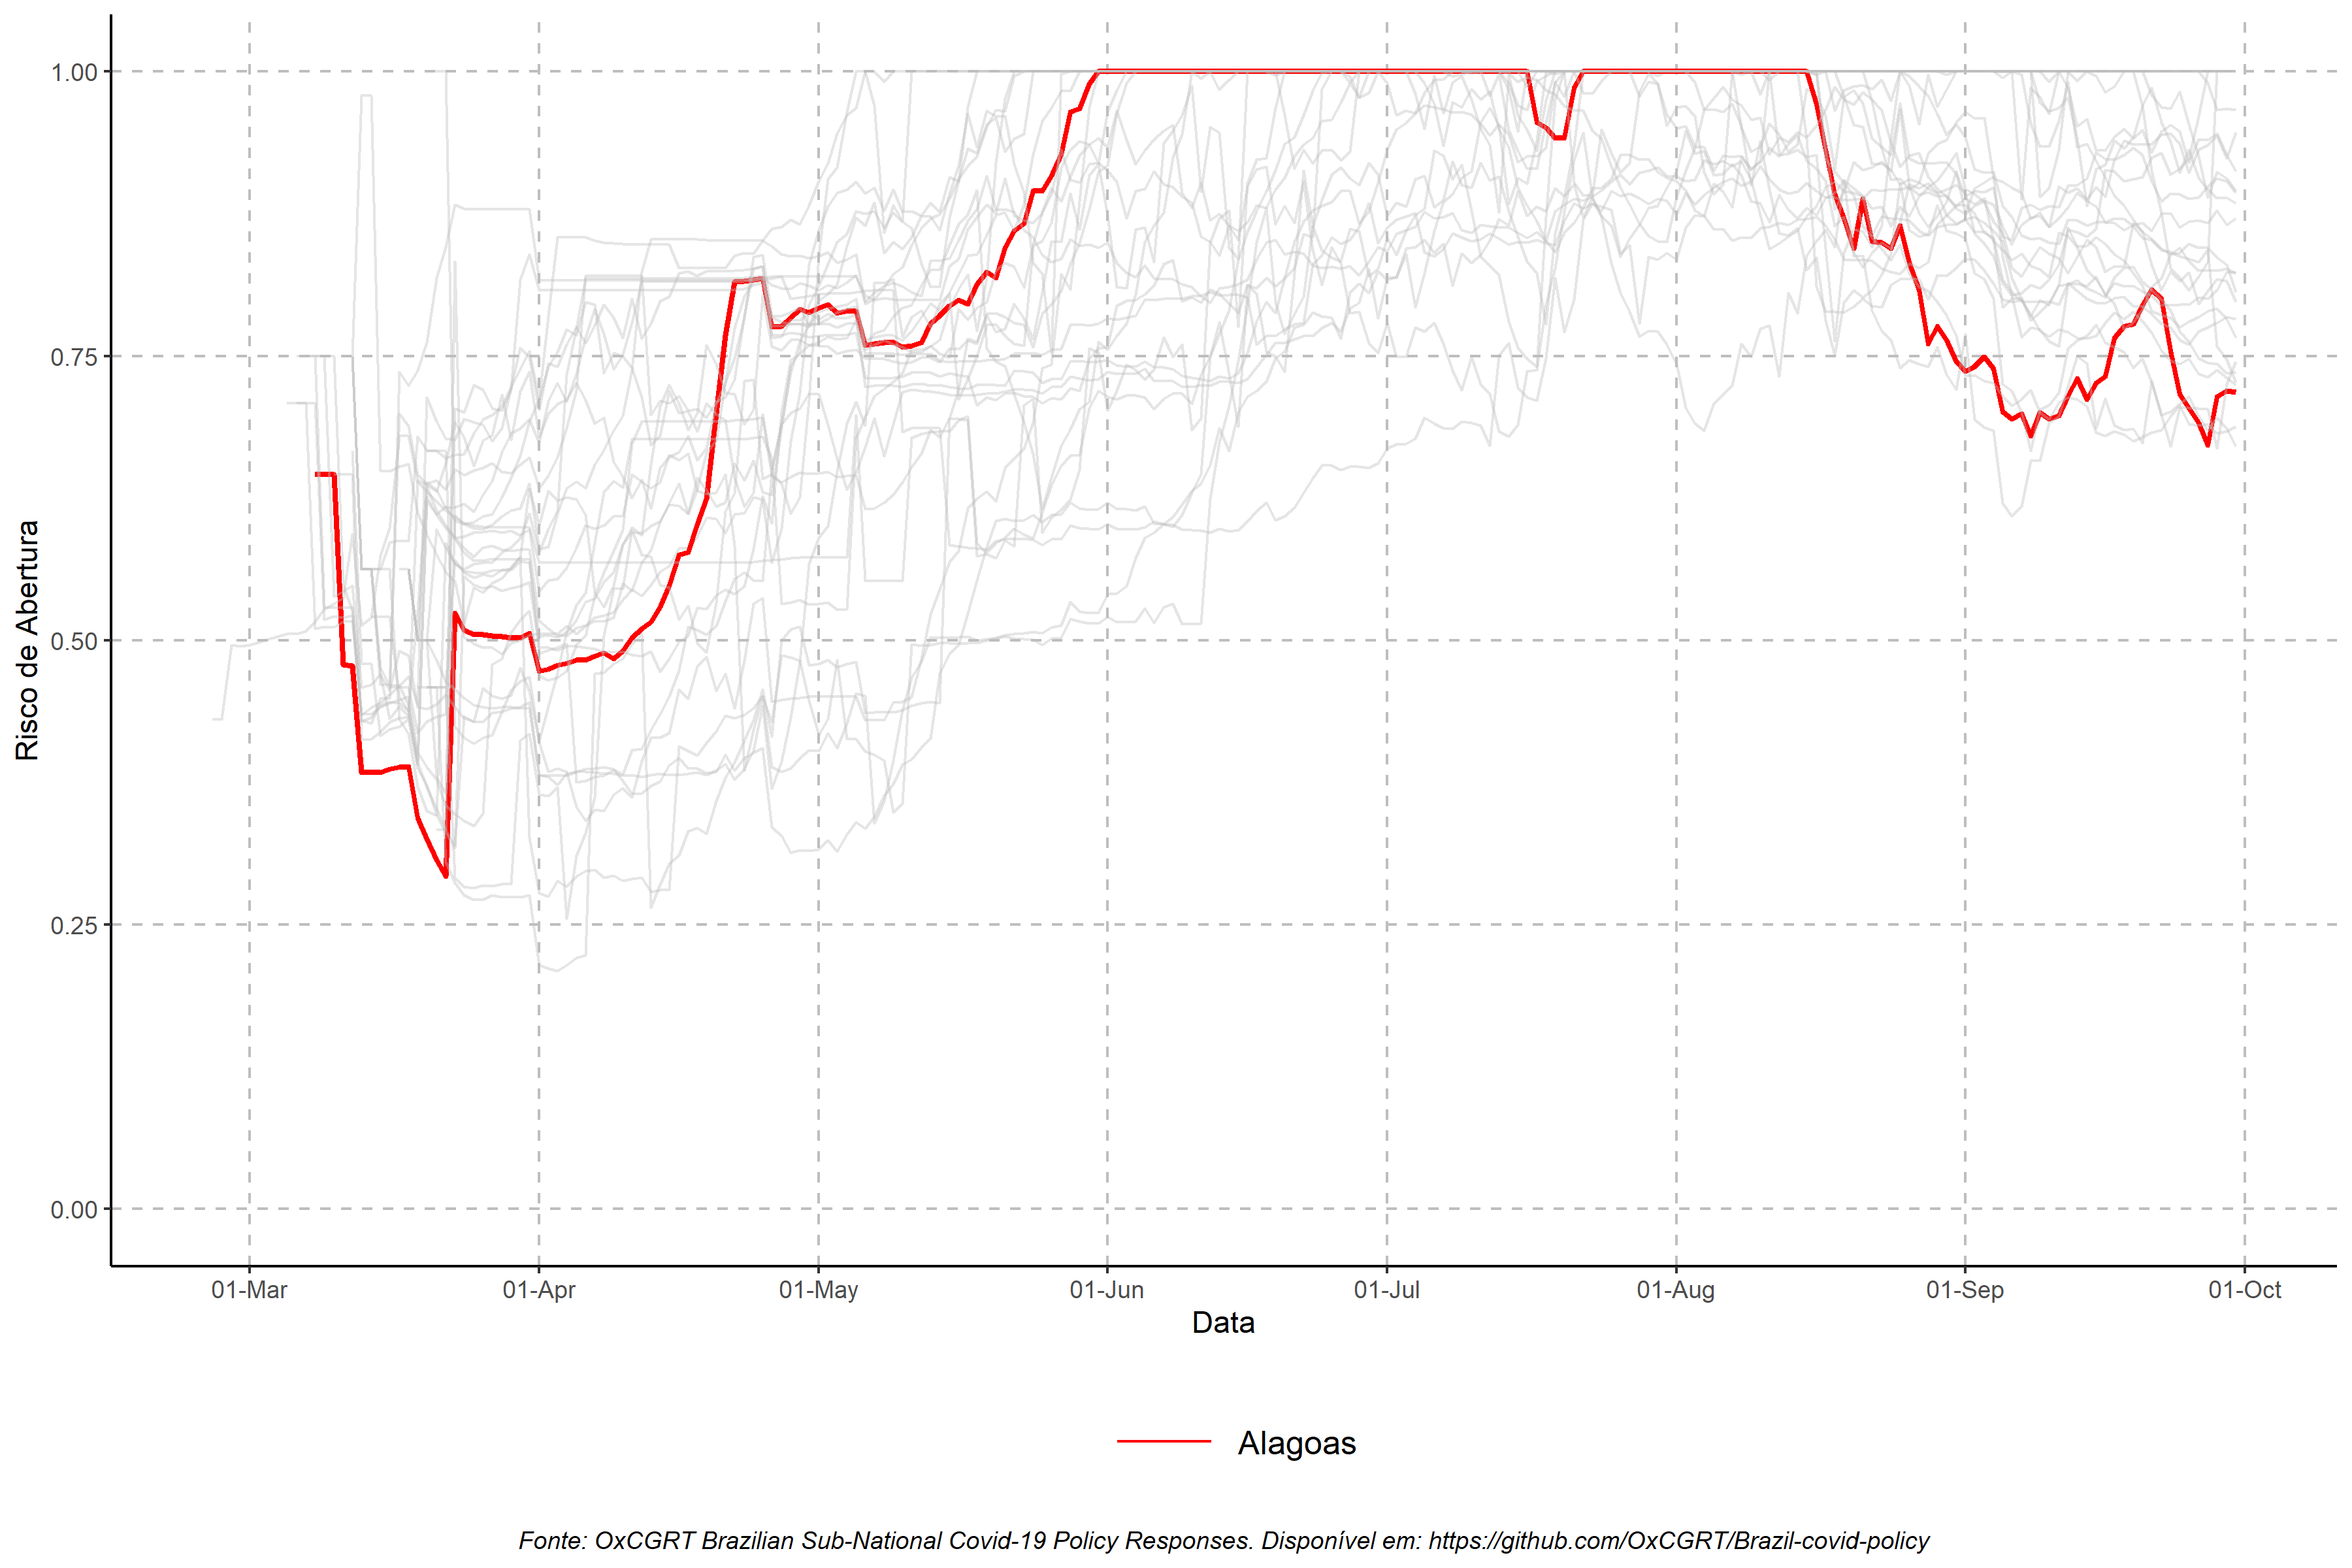 1.00
0.75
0.50
0.25
0.00
Risco de Abertura
01-Mar 01-Apr 01-May 01-Jun 01-Jul 01-Aug 01-Sep 01-Oct
Data
Alagoas
Fonte: OxCGRT Brazilian Sub-National Covid-19 Policy Responses. Disponível em: https://github.com/OxCGRT/Brazil-covid-policy